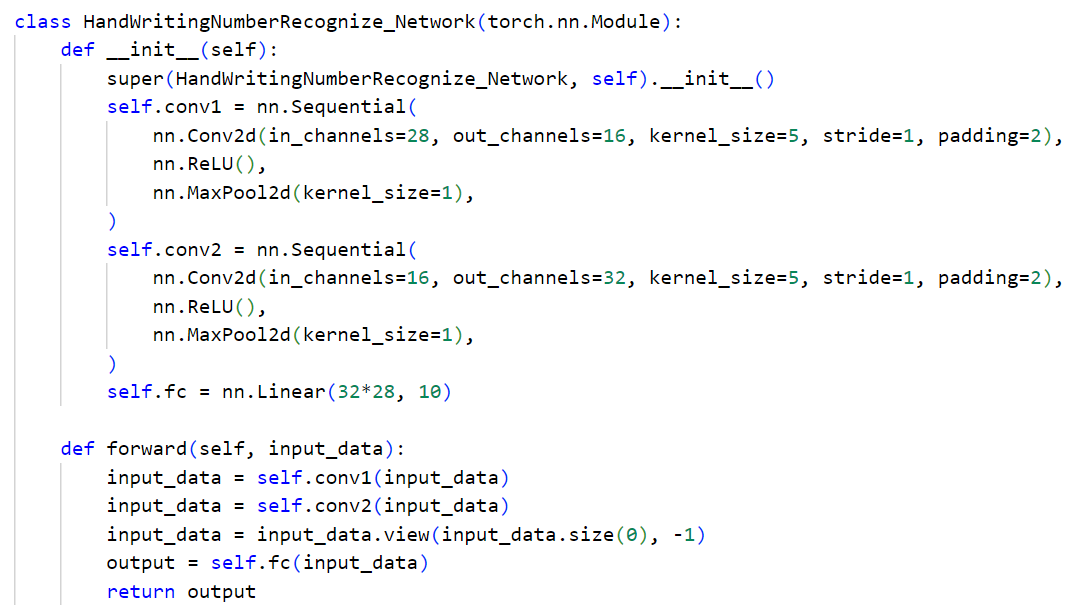 class HandWritingNumberRecognize_Network(torch.nn.Module):
    def __init__(self):
        super(HandWritingNumberRecognize_Network, self).__init__()
        self.conv1 = nn.Sequential(
            nn.Conv2d(in_channels=28, out_channels=16, kernel_size=5, stride=1, padding=2),
            nn.ReLU(),
            nn.MaxPool2d(kernel_size=1),
        )
        self.conv2 = nn.Sequential(
            nn.Conv2d(in_channels=16, out_channels=32, kernel_size=5, stride=1, padding=2),
            nn.ReLU(),
            nn.MaxPool2d(kernel_size=1),
        )
        self.fc = nn.Linear(32*28, 10)

    def forward(self, input_data):
        input_data = self.conv1(input_data)
        input_data = self.conv2(input_data)
        input_data = input_data.view(input_data.size(0), -1)
        output = self.fc(input_data)
        return output